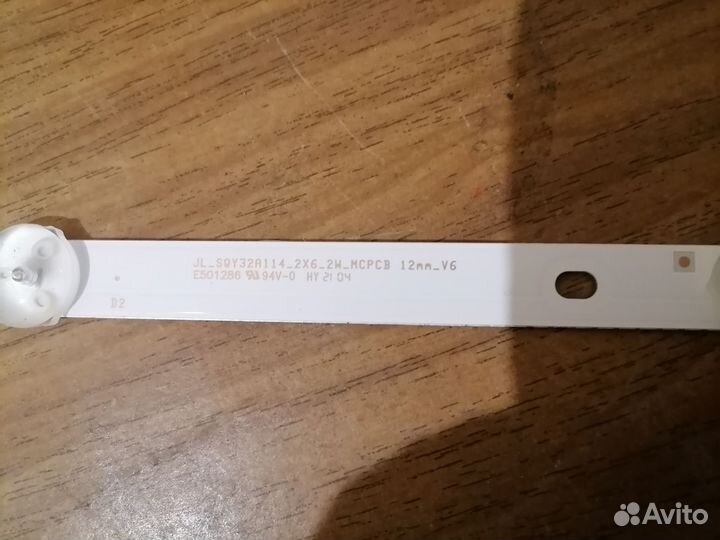 JL_SQY32A114_2X6_2W_MCPCB 12mm_V6
E501286 94V-0 HY 21 04
D2
Avito